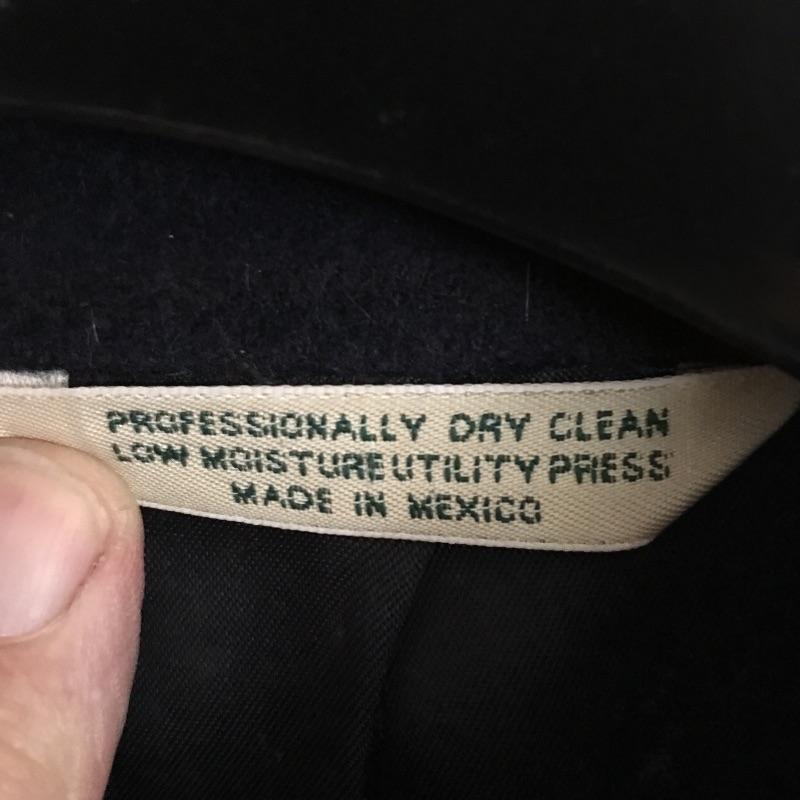 PROFESSIONALLY DRY CLEAN
LOW MOISTURE UTILITY PRESS
MADE IN MEXICO